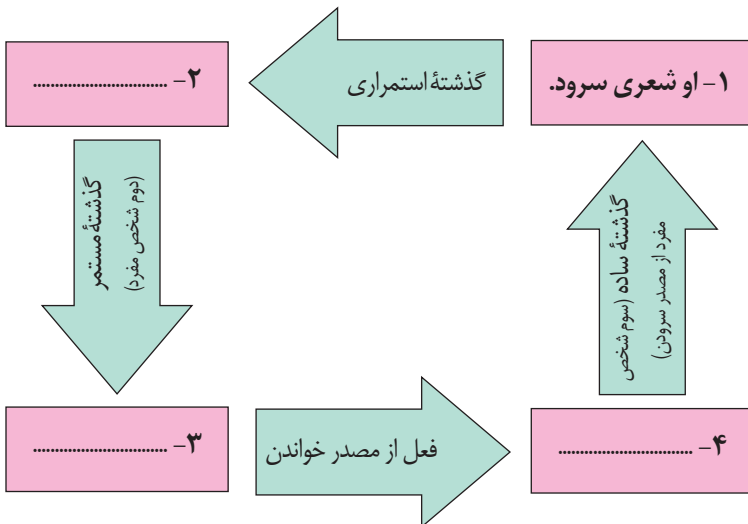 ۱- او شعری سرود.
گذشتهٔ استمراری
۲- ...............................
گذشتهٔ مستمر
(دوم شخص مفرد)
۳- ...............................
فعل از مصدر خواندن
۴- ...............................
گذشتهٔ ساده (سوم شخص
مفرد از مصدر سرودن)